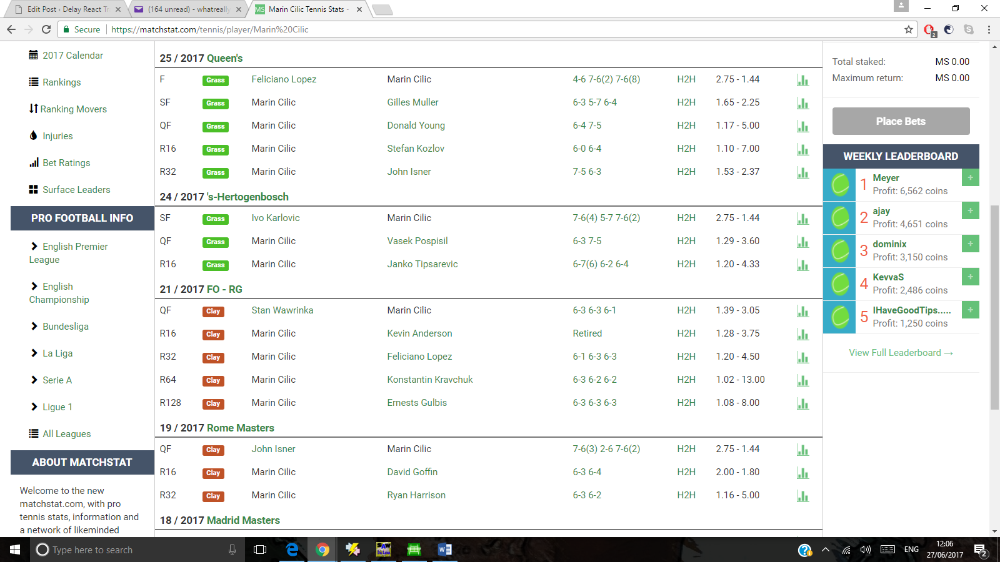 Edit Post ‹ Delay React Tr
(164 unread) - whatreally
MS Marin Cilic Tennis Stats -
Secure https://matchstat.com/tennis/player/Marin%20Cilic
2
2017 Calendar
Rankings
Ranking Movers
Injuries
Bet Ratings
Surface Leaders
PRO FOOTBALL INFO
English Premier
League
English
Championship
Bundesliga
La Liga
Serie A
Ligue 1
All Leagues
ABOUT MATCHSTAT
Welcome to the new
matchstat.com, with pro
tennis stats, information and
a network of likeminded
25 / 2017 Queen's
F Grass Feliciano Lopez Marin Cilic 4-6 7-6(2) 7-6(8) H2H 2.75 - 1.44
SF Grass Marin Cilic Gilles Muller 6-3 5-7 6-4 H2H 1.65 - 2.25
QF Grass Marin Cilic Donald Young 6-4 7-5 H2H 1.17 - 5.00
R16 Grass Marin Cilic Stefan Kozlov 6-0 6-4 H2H 1.10 - 7.00
R32 Grass Marin Cilic John Isner 7-5 6-3 H2H 1.53 - 2.37
24 / 2017 's-Hertogenbosch
SF Grass Ivo Karlovic Marin Cilic 7-6(4) 5-7 7-6(2) H2H 2.75 - 1.44
QF Grass Marin Cilic Vasek Pospisil 6-3 7-5 H2H 1.29 - 3.60
R16 Grass Marin Cilic Janko Tipsarevic 6-7(6) 6-2 6-4 H2H 1.20 - 4.33
21 / 2017 FO - RG
QF Clay Stan Wawrinka Marin Cilic 6-3 6-3 6-1 H2H 1.39 - 3.05
R16 Clay Marin Cilic Kevin Anderson Retired H2H 1.28 - 3.75
R32 Clay Marin Cilic Feliciano Lopez 6-1 6-3 6-3 H2H 1.20 - 4.50
R64 Clay Marin Cilic Konstantin Kravchuk 6-3 6-2 6-2 H2H 1.02 - 13.00
R128 Clay Marin Cilic Ernests Gulbis 6-3 6-3 6-3 H2H 1.08 - 8.00
19 / 2017 Rome Masters
QF Clay John Isner Marin Cilic 7-6(3) 2-6 7-6(2) H2H 2.75 - 1.44
R16 Clay Marin Cilic David Goffin 6-3 6-4 H2H 2.00 - 1.80
R32 Clay Marin Cilic Ryan Harrison 6-3 6-2 H2H 1.16 - 5.00
18 / 2017 Madrid Masters
Total staked: MS 0.00
Maximum return: MS 0.00
Place Bets
WEEKLY LEADERBOARD
1 Meyer +
Profit: 6,562 coins
2 ajay +
Profit: 4,651 coins
3 dominix +
Profit: 3,150 coins
4 KevvaS +
Profit: 2,486 coins
5 IHaveGoodTips..... +
Profit: 1,250 coins
View Full Leaderboard →
Type here to search
ENG
12:06
27/06/2017
2